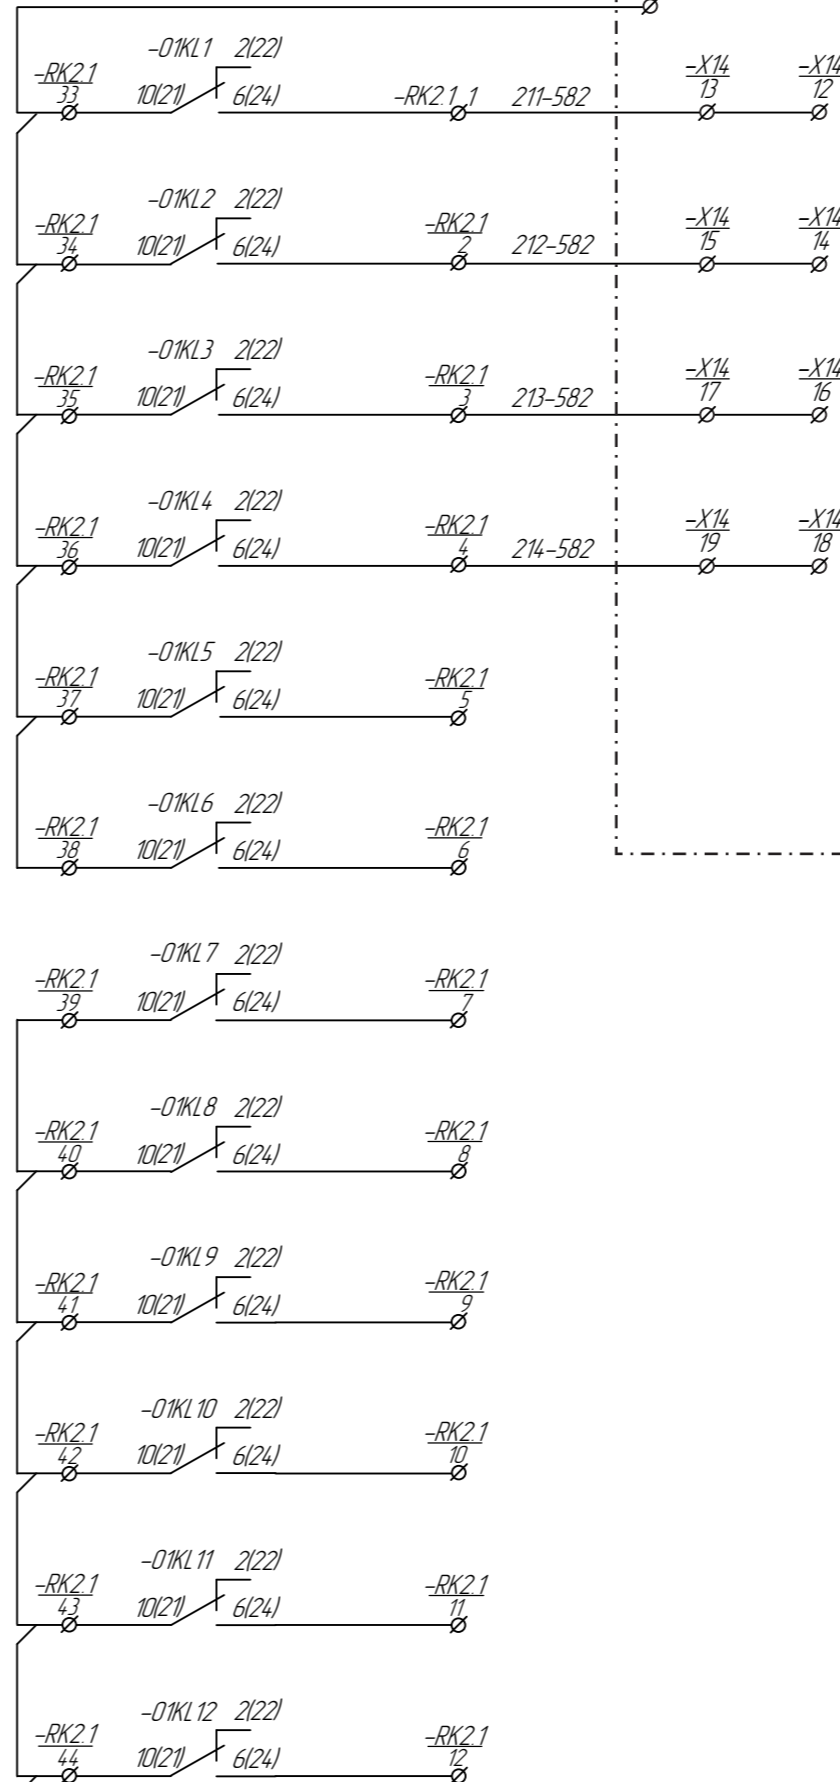 -01KL1 2(22)
-RK2.1 -X14 -X14
33 10(21) 6(24) -RK2.1 1 211-582 13 12
-01KL2 2(22)
-RK2.1 -RK2.1 -X14 -X14
34 10(21) 6(24) 2 212-582 15 14
-01KL3 2(22)
-RK2.1 -RK2.1 -X14 -X14
35 10(21) 6(24) 3 213-582 17 16
-01KL4 2(22)
-RK2.1 -RK2.1 -X14 -X14
36 10(21) 6(24) 4 214-582 19 18
-01KL5 2(22)
-RK2.1 -RK2.1
37 10(21) 6(24) 5
-01KL6 2(22)
-RK2.1 -RK2.1
38 10(21) 6(24) 6
-01KL7 2(22)
-RK2.1 -RK2.1
39 10(21) 6(24) 7
-01KL8 2(22)
-RK2.1 -RK2.1
40 10(21) 6(24) 8
-01KL9 2(22)
-RK2.1 -RK2.1
41 10(21) 6(24) 9
-01KL10 2(22)
-RK2.1 -RK2.1
42 10(21) 6(24) 10
-01KL11 2(22)
-RK2.1 -RK2.1
43 10(21) 6(24) 11
-01KL12 2(22)
-RK2.1 -RK2.1
44 10(21) 6(24) 12